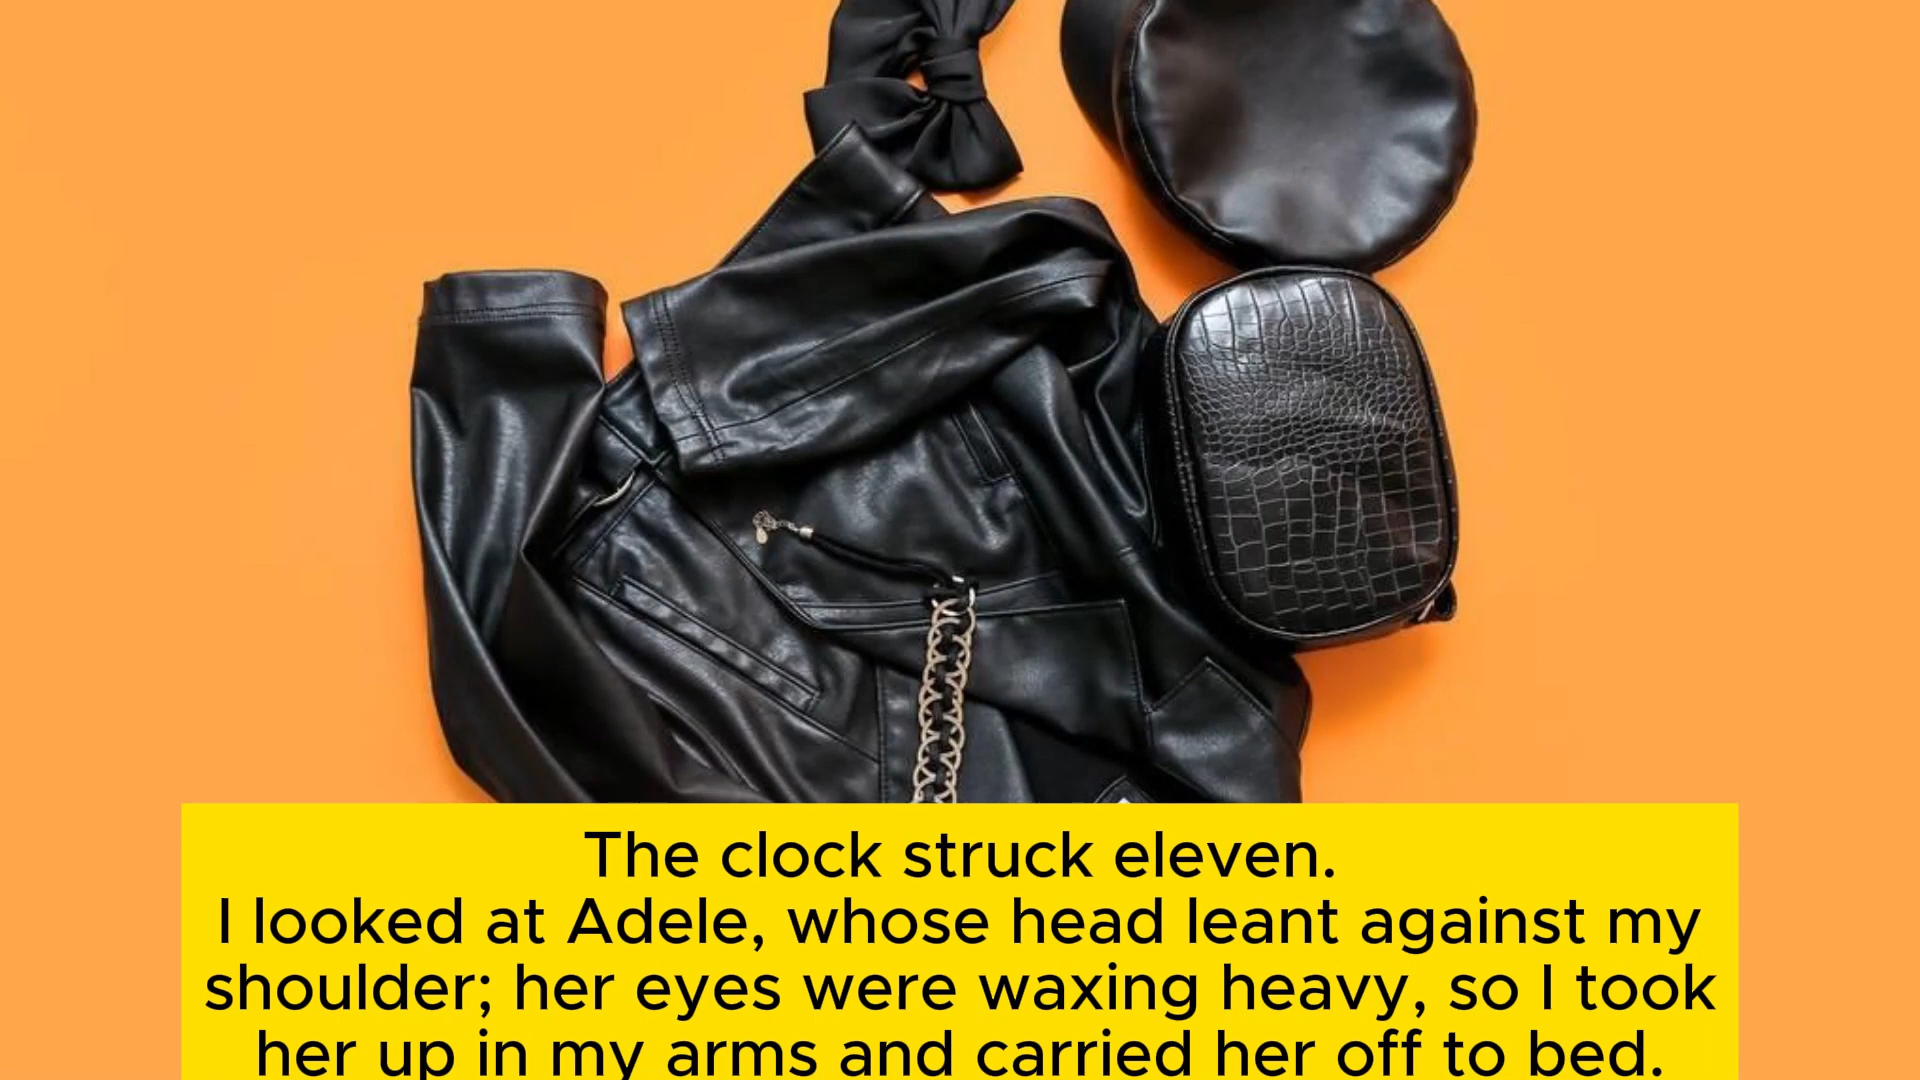 The clock struck eleven.
I looked at Adele, whose head leant against my
shoulder; her eyes were waxing heavy, so I took
her up in my arms and carried her off to bed.